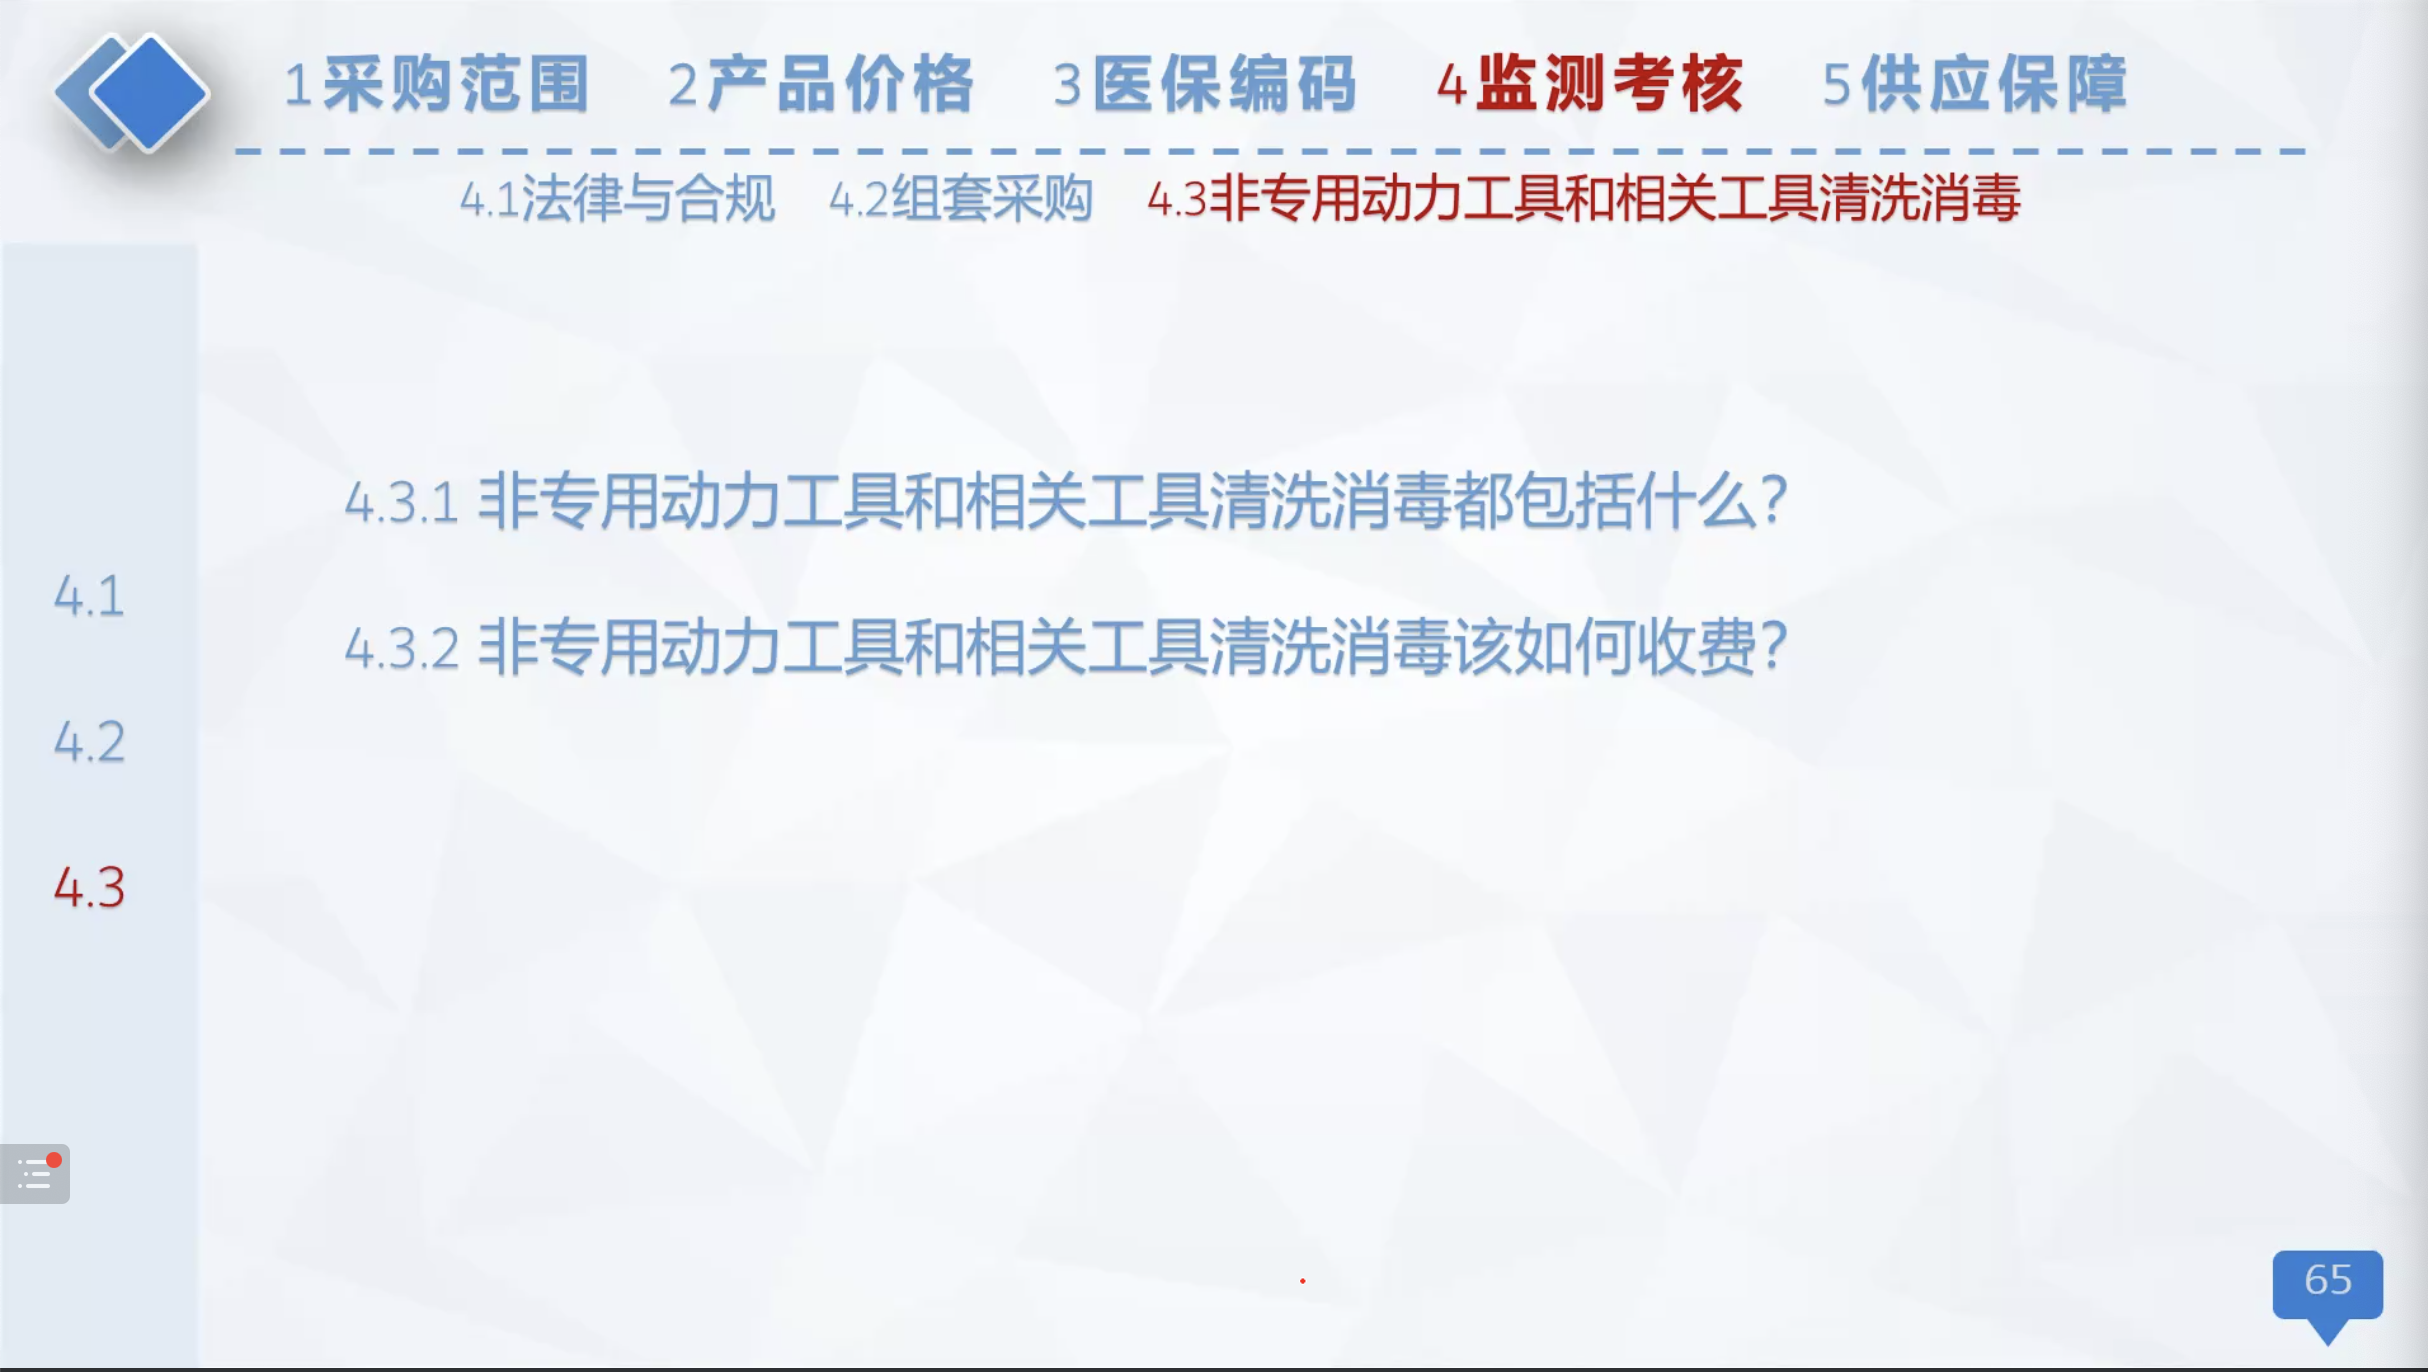 1采购范围 2产品价格 3医保编码 4监测考核 5供应保障
4.1法律与合规 4.2组套采购 4.3非专用动力工具和相关工具清洗消毒
4.3.1 非专用动力工具和相关工具清洗消毒都包括什么?
4.1
4.3.2 非专用动力工具和相关工具清洗消毒该如何收费?
4.2
4.3
65